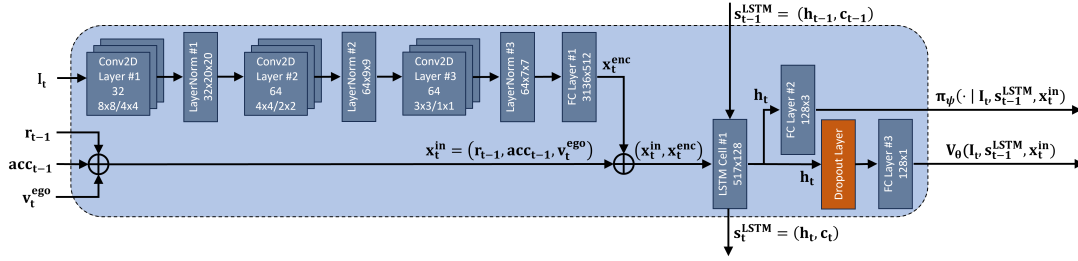 s_{t-1}^{LSTM} = (h_{t-1}, c_{t-1})
I_t
Conv2D
Layer #1
32
8x8/4x4
LayerNorm #1
32x20x20
Conv2D
Layer #2
64
4x4/2x2
LayerNorm #2
64x9x9
Conv2D
Layer #3
64
3x3/1x1
LayerNorm #3
64x7x7
FC Layer #1
3136x512
x_t^{enc}
r_{t-1}
acc_{t-1}
v_t^{ego}
x_t^{in} = (r_{t-1}, acc_{t-1}, v_t^{ego})
(x_t^{in}, x_t^{enc})
LSTM Cell #1
517x128
h_t
FC Layer #2
128x3
π_ψ(· | I_t, s_{t-1}^{LSTM}, x_t^{in})
h_t
Dropout Layer
FC Layer #3
128x1
V_θ(I_t, s_{t-1}^{LSTM}, x_t^{in})
s_t^{LSTM} = (h_t, c_t)